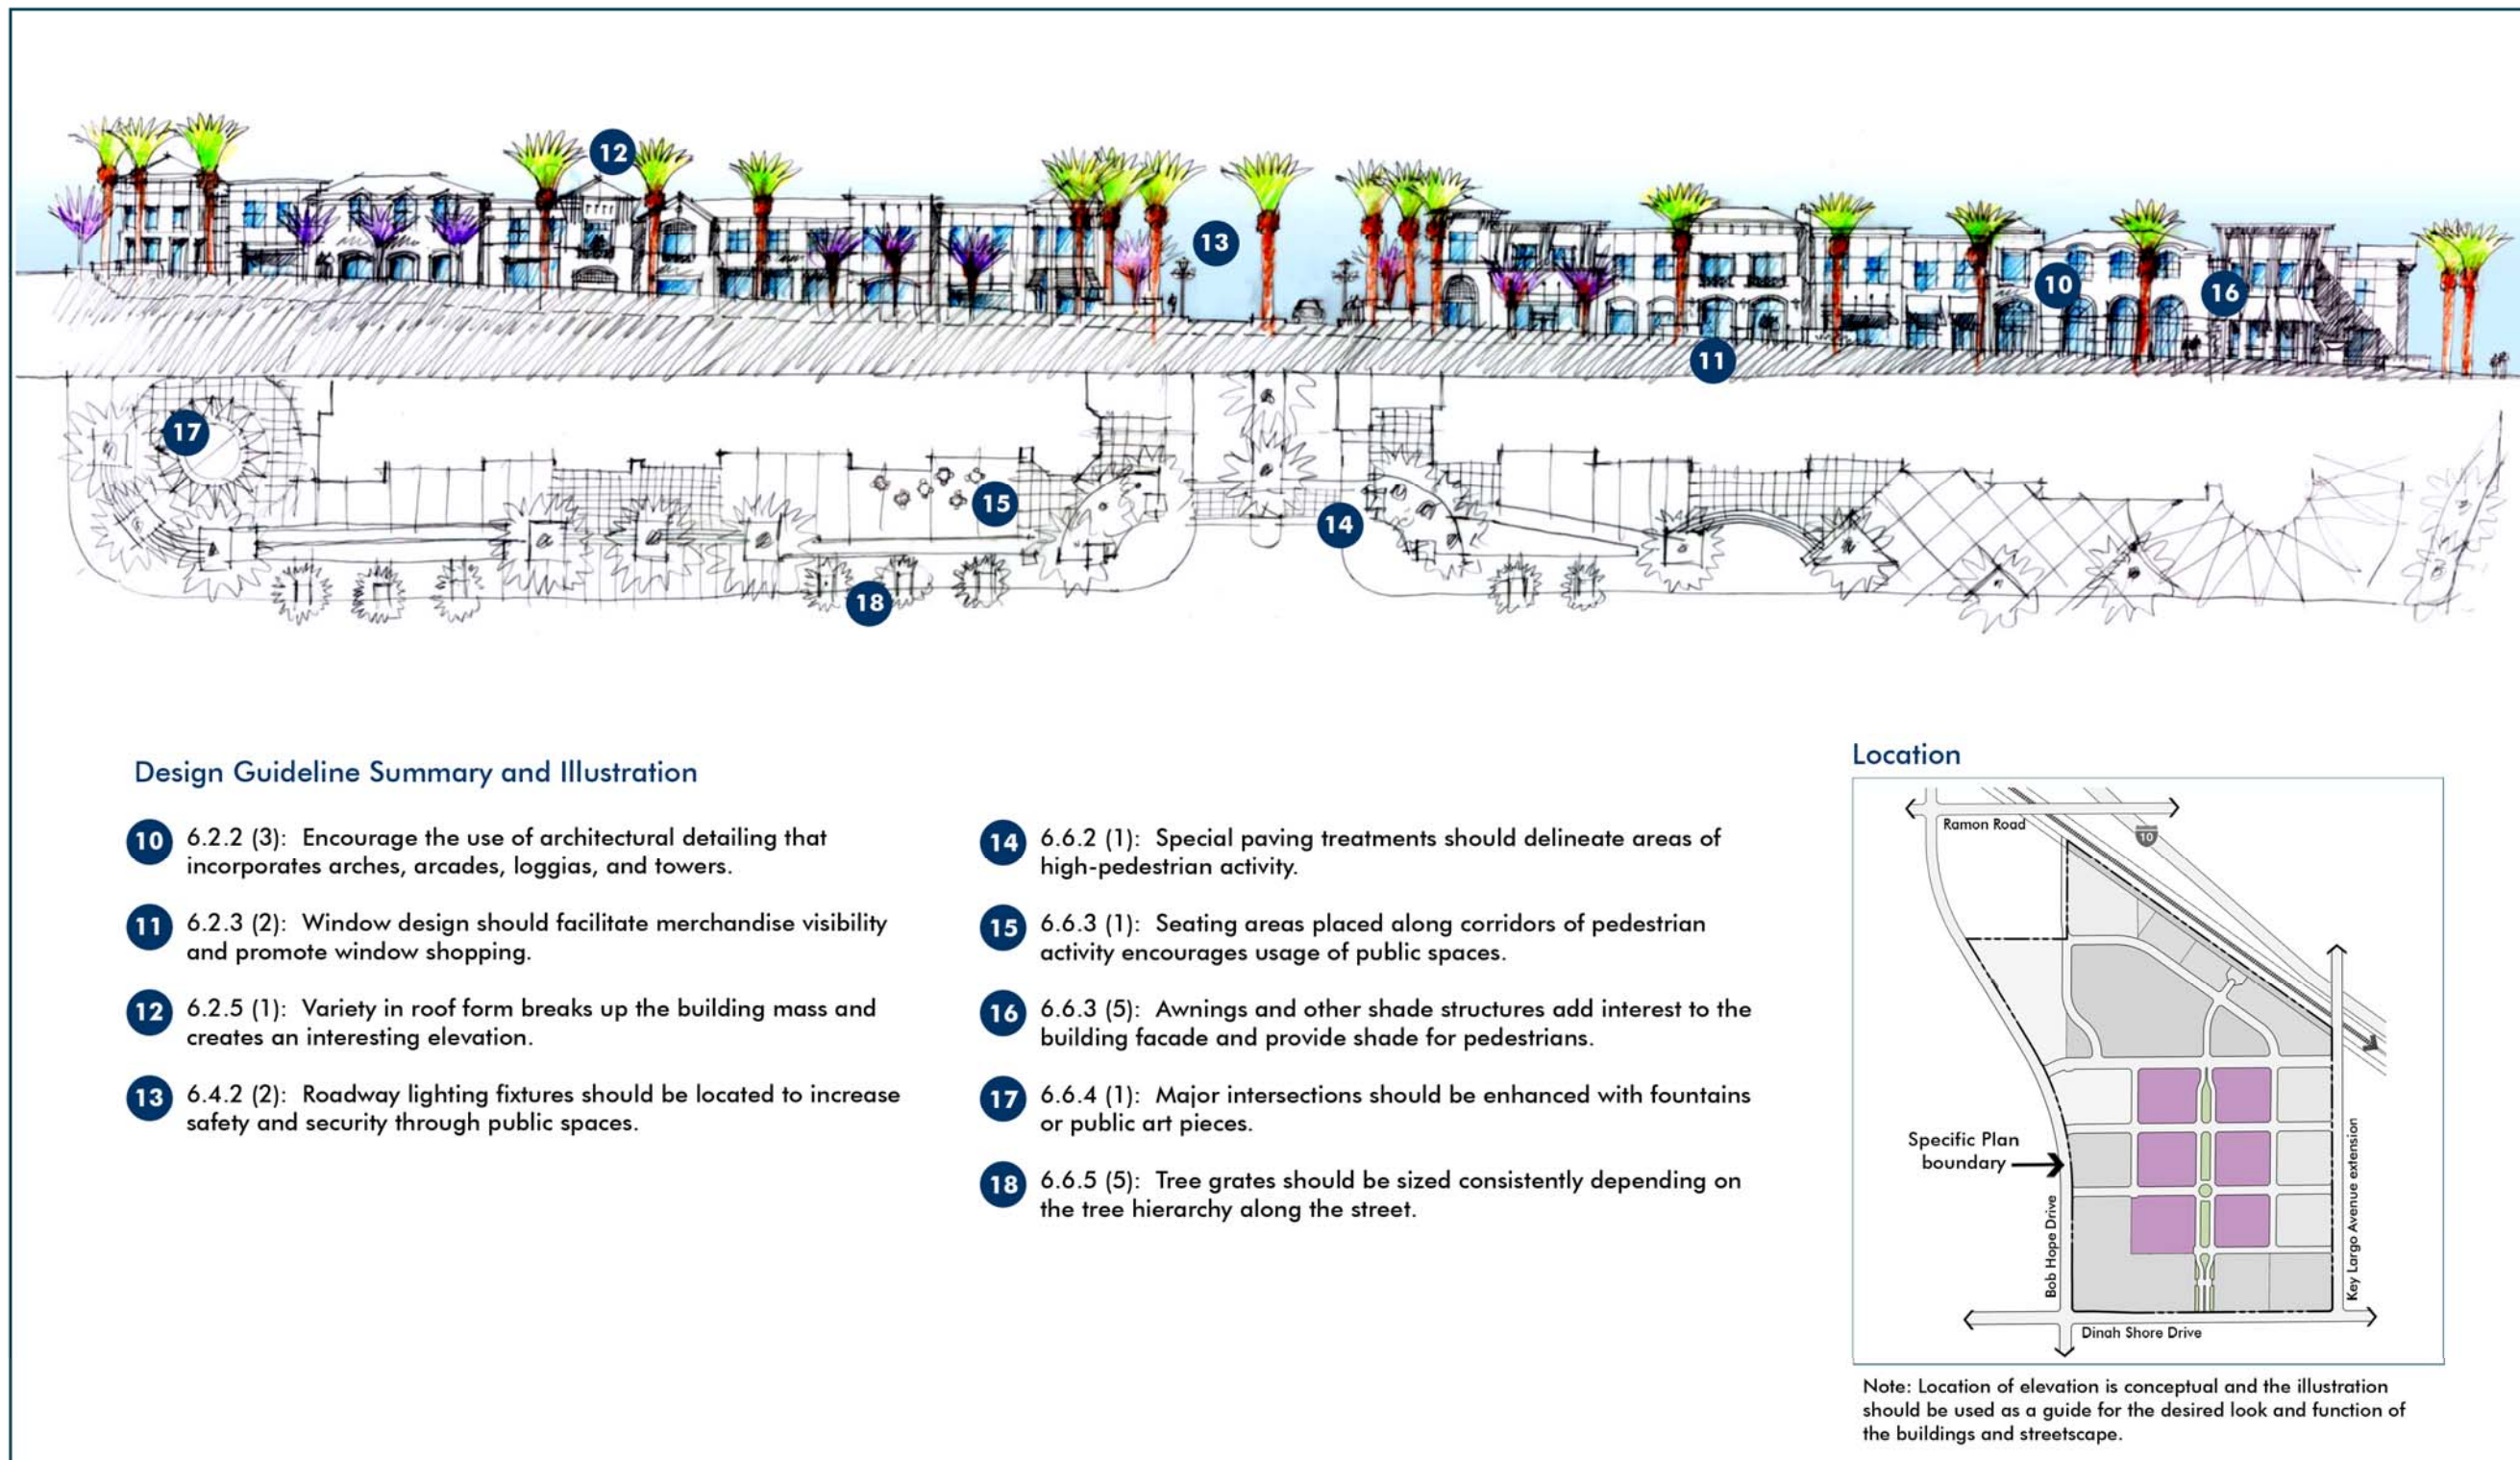 12
13
10
16
11
17
15
14
18
Design Guideline Summary and Illustration
10 6.2.2 (3): Encourage the use of architectural detailing that
incorporates arches, arcades, loggias, and towers.
11 6.2.3 (2): Window design should facilitate merchandise visibility
and promote window shopping.
12 6.2.5 (1): Variety in roof form breaks up the building mass and
creates an interesting elevation.
13 6.4.2 (2): Roadway lighting fixtures should be located to increase
safety and security through public spaces.
14 6.6.2 (1): Special paving treatments should delineate areas of
high-pedestrian activity.
15 6.6.3 (1): Seating areas placed along corridors of pedestrian
activity encourages usage of public spaces.
16 6.6.3 (5): Awnings and other shade structures add interest to the
building facade and provide shade for pedestrians.
17 6.6.4 (1): Major intersections should be enhanced with fountains
or public art pieces.
18 6.6.5 (5): Tree grates should be sized consistently depending on
the tree hierarchy along the street.
Location
Ramon Road
10
Specific Plan
boundary
Bob Hope Drive
Key Largo Avenue extension
Dinah Shore Drive
Note: Location of elevation is conceptual and the illustration
should be used as a guide for the desired look and function of
the buildings and streetscape.